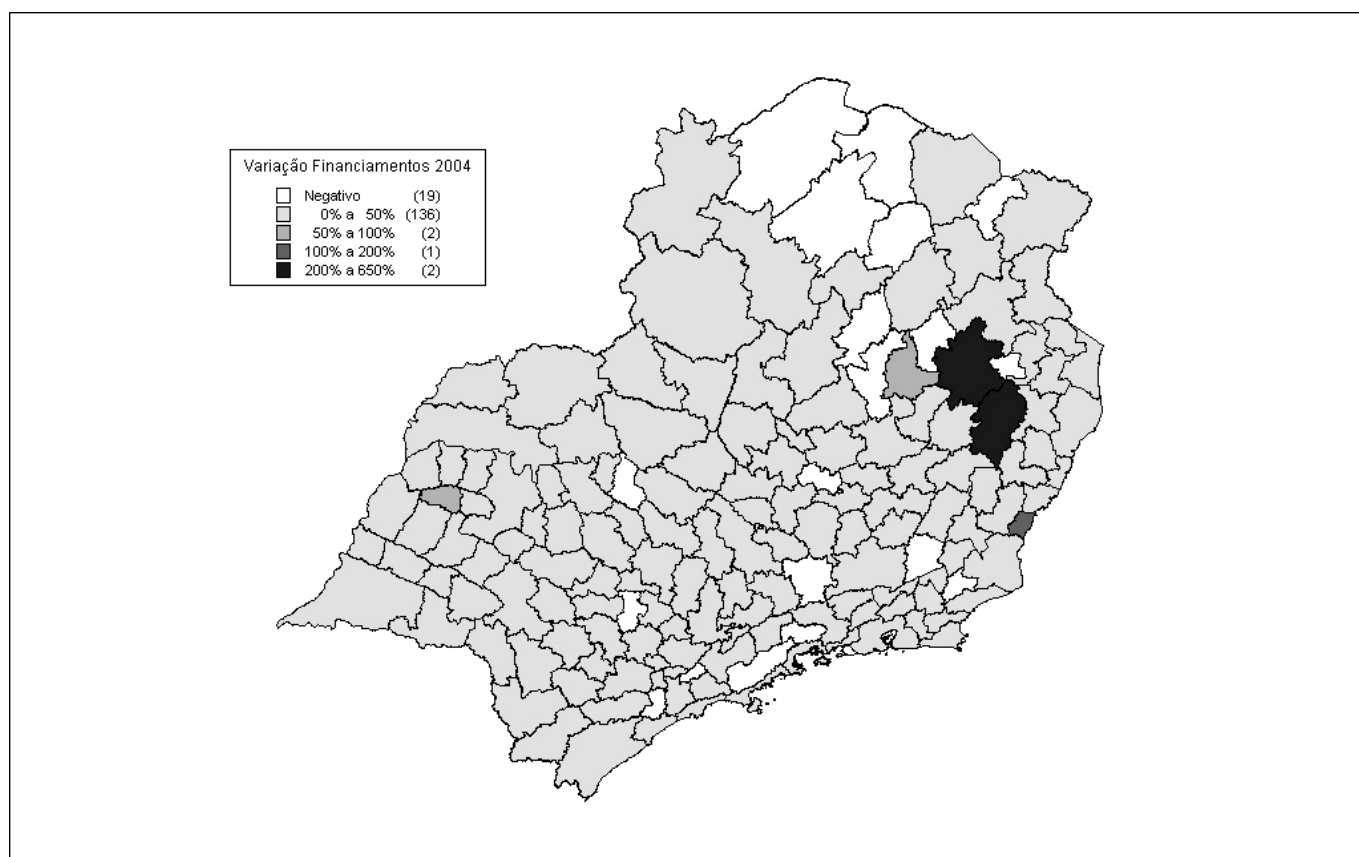 Variação Financiamentos 2004
Negativo (19)
0% a 50% (136)
50% a 100% (2)
100% a 200% (1)
200% a 650% (2)